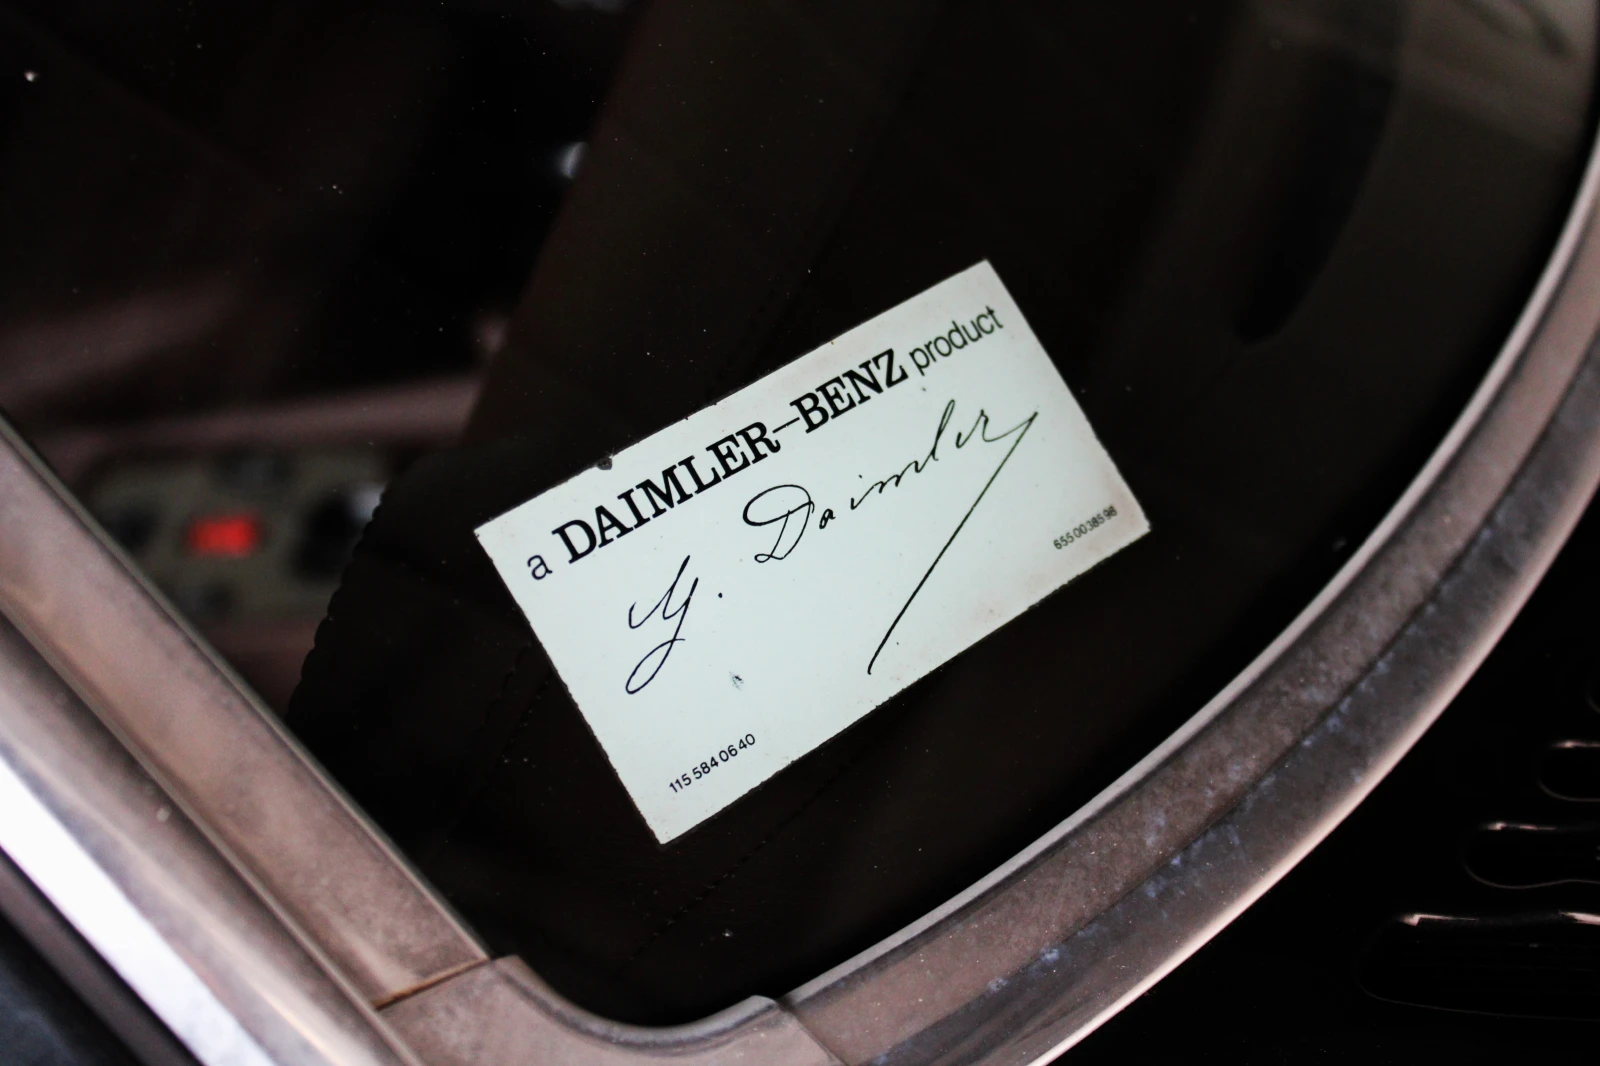 a DAIMLER-BENZ product
G. Daimler
115 584 06 40
655 00 385 98